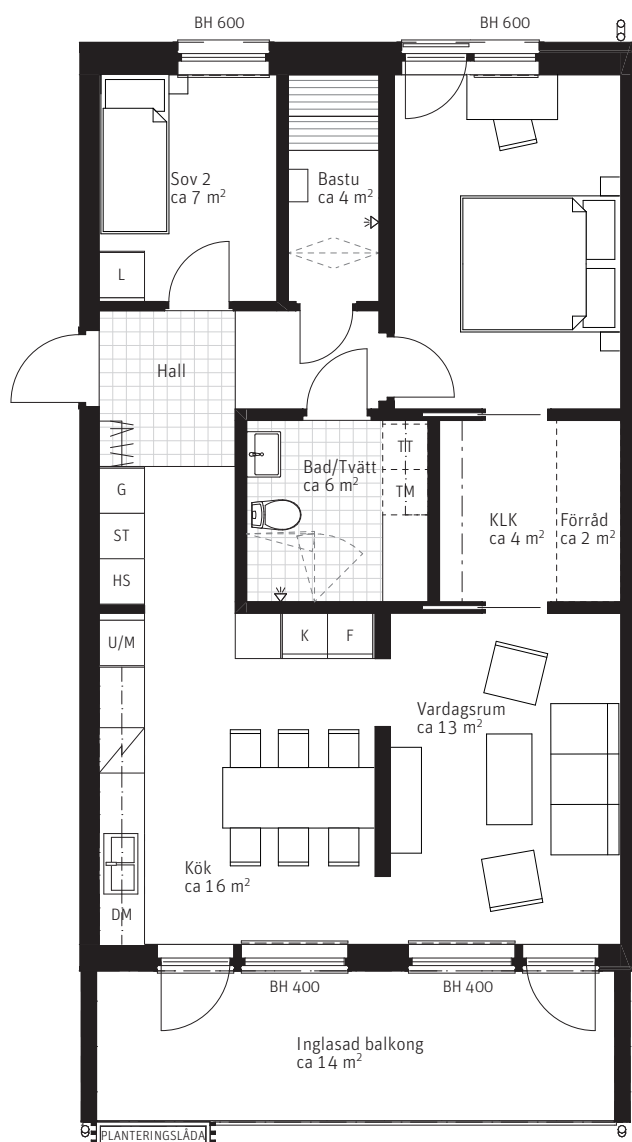 BH 600
BH 600
Sov 2
ca 7 m²
Bastu
ca 4 m²
L
Hall
Bad/Tvätt
ca 6 m²
TT
TM
G
ST
HS
KLK
ca 4 m²
Förråd
ca 2 m²
U/M
K
F
Vardagsrum
ca 13 m²
Kök
ca 16 m²
DM
BH 400
BH 400
Inglasad balkong
ca 14 m²
PLANTERINGSLÅDA